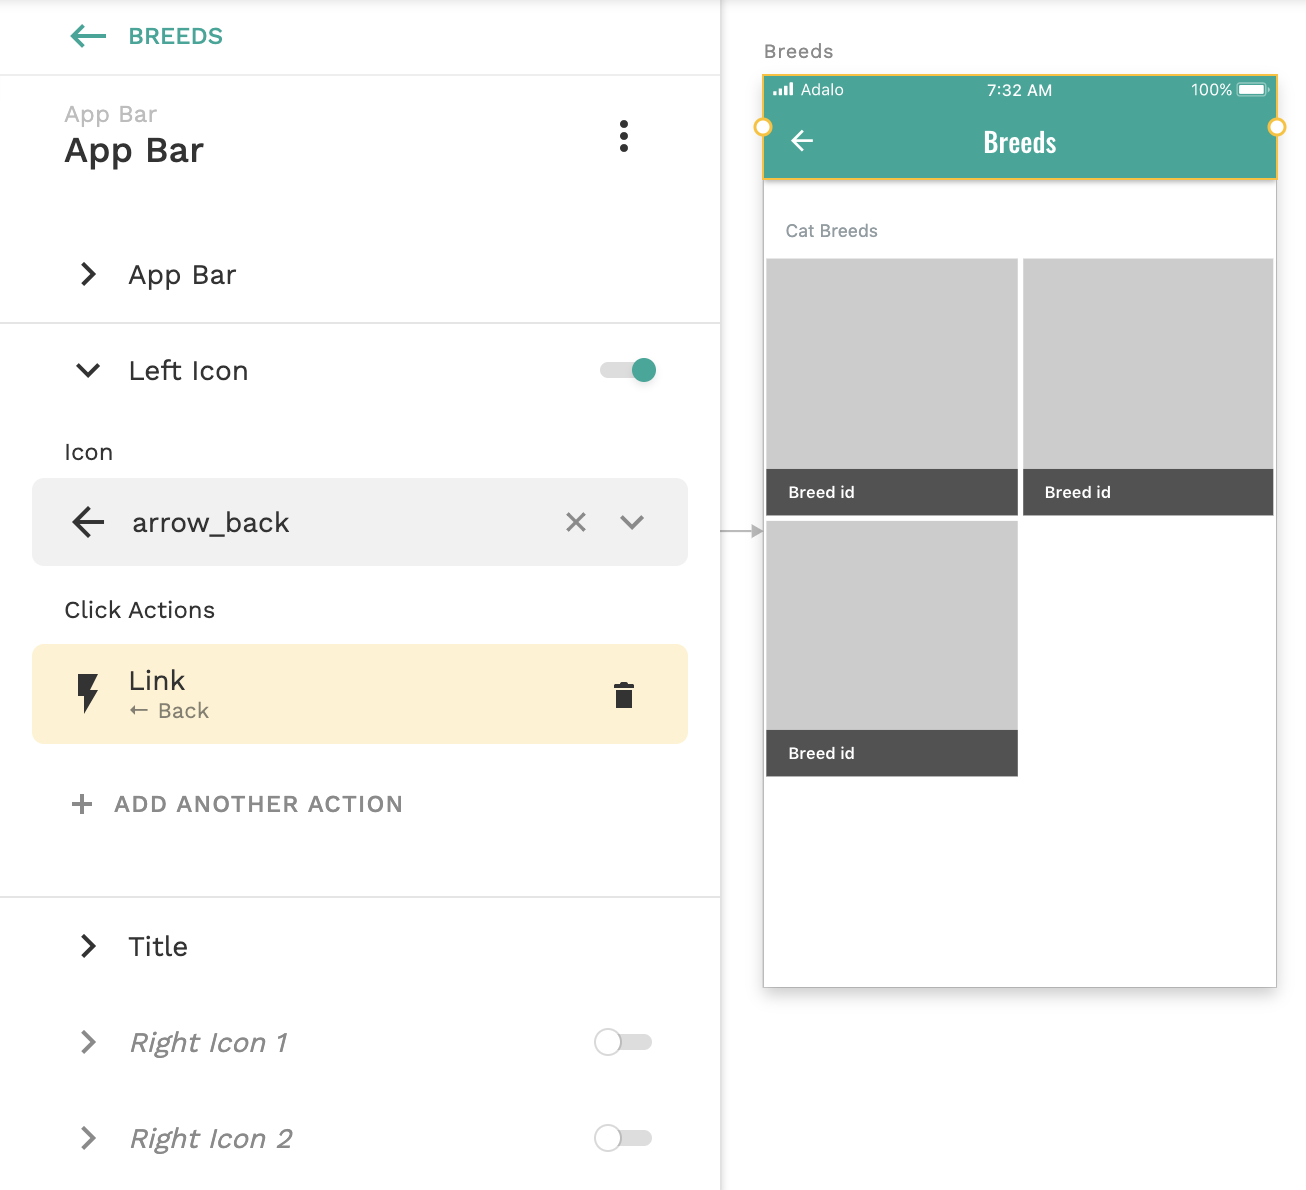 BREEDS
App Bar
App Bar
App Bar
Left Icon
Icon
arrow_back
Click Actions
Link
← Back
+ ADD ANOTHER ACTION
Title
Right Icon 1
Right Icon 2
Breeds
Adalo 7:32 AM 100%
Breeds
Cat Breeds
Breed id Breed id
Breed id